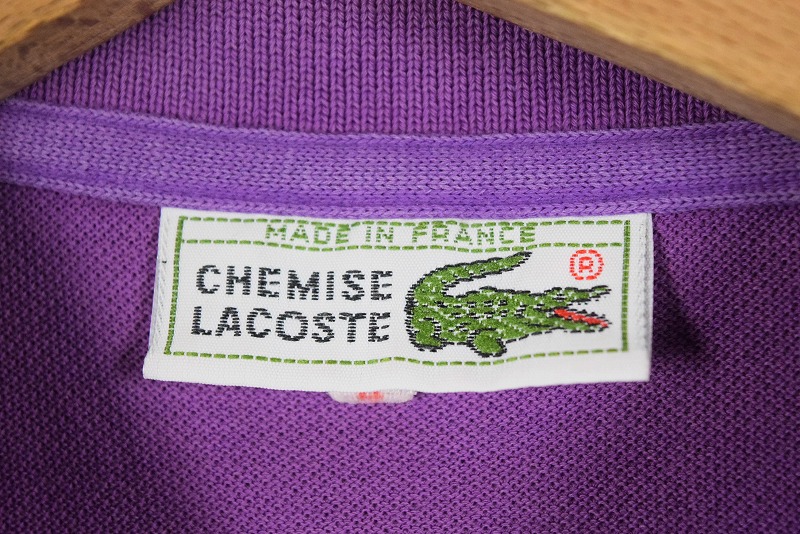 MADE IN FRANCE
CHEMISE
LACOSTE
®